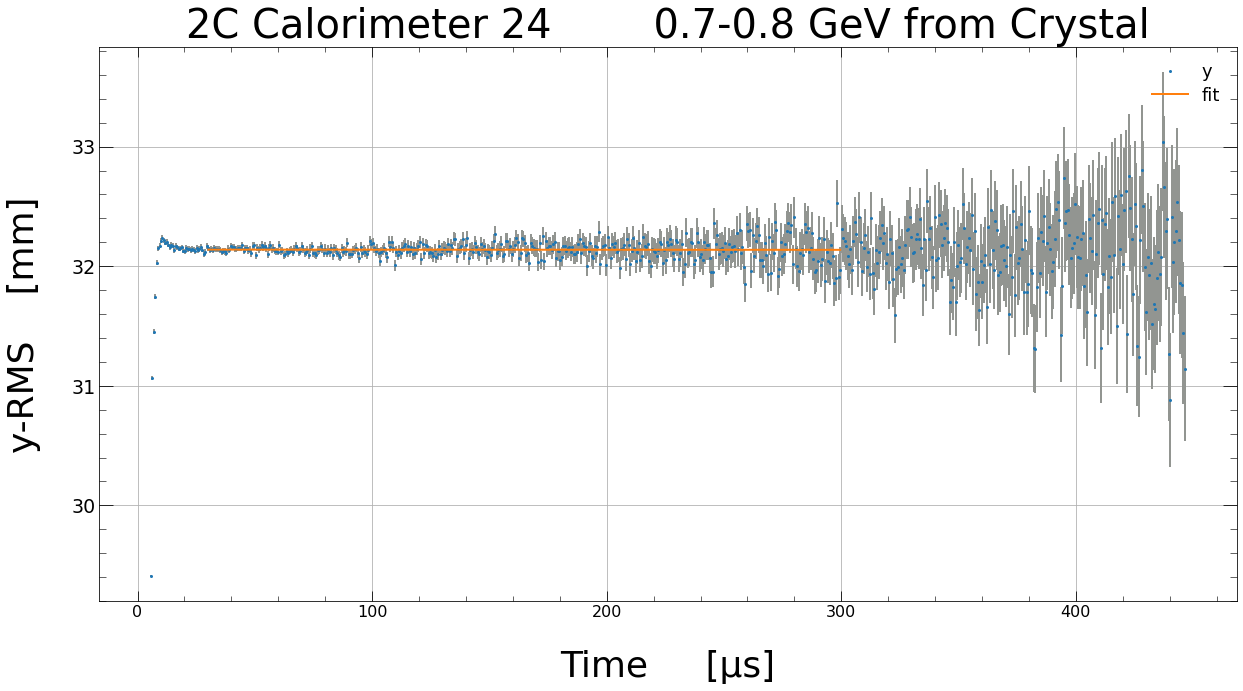 2C Calorimeter 24 0.7-0.8 GeV from Crystal
y
fit
y-RMS [mm]
33
32
31
30
0 100 200 300 400
Time [µs]